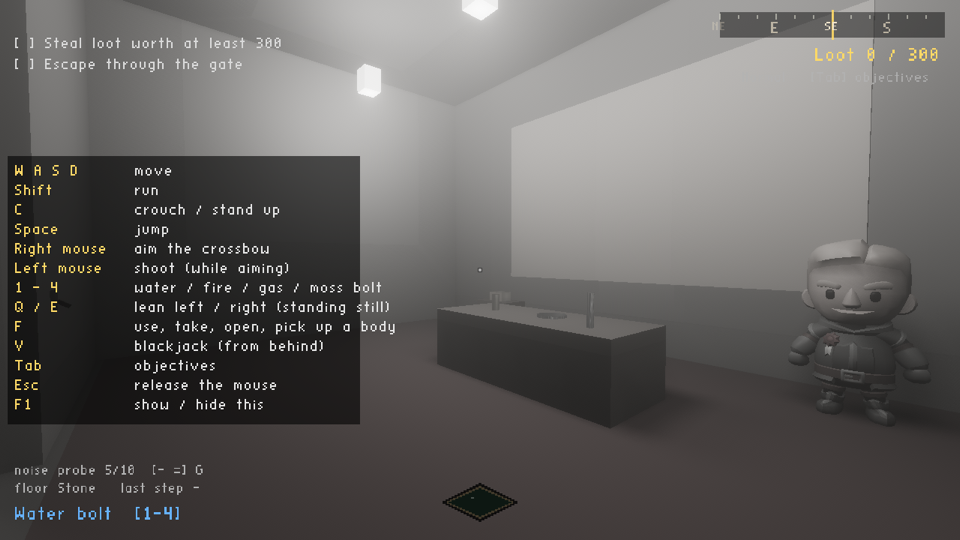 [ ] Steal loot worth at least 300
[ ] Escape through the gate
NE E SE S
Loot 0 / 300
[Tab] objectives
W A S D move
Shift run
C crouch / stand up
Space jump
Right mouse aim the crossbow
Left mouse shoot (while aiming)
1 - 4 water / fire / gas / moss bolt
Q / E lean left / right (standing still)
F use, take, open, pick up a body
V blackjack (from behind)
Tab objectives
Esc release the mouse
F1 show / hide this
noise probe 5/10 [- =] G
floor Stone last step -
Water bolt [1-4]